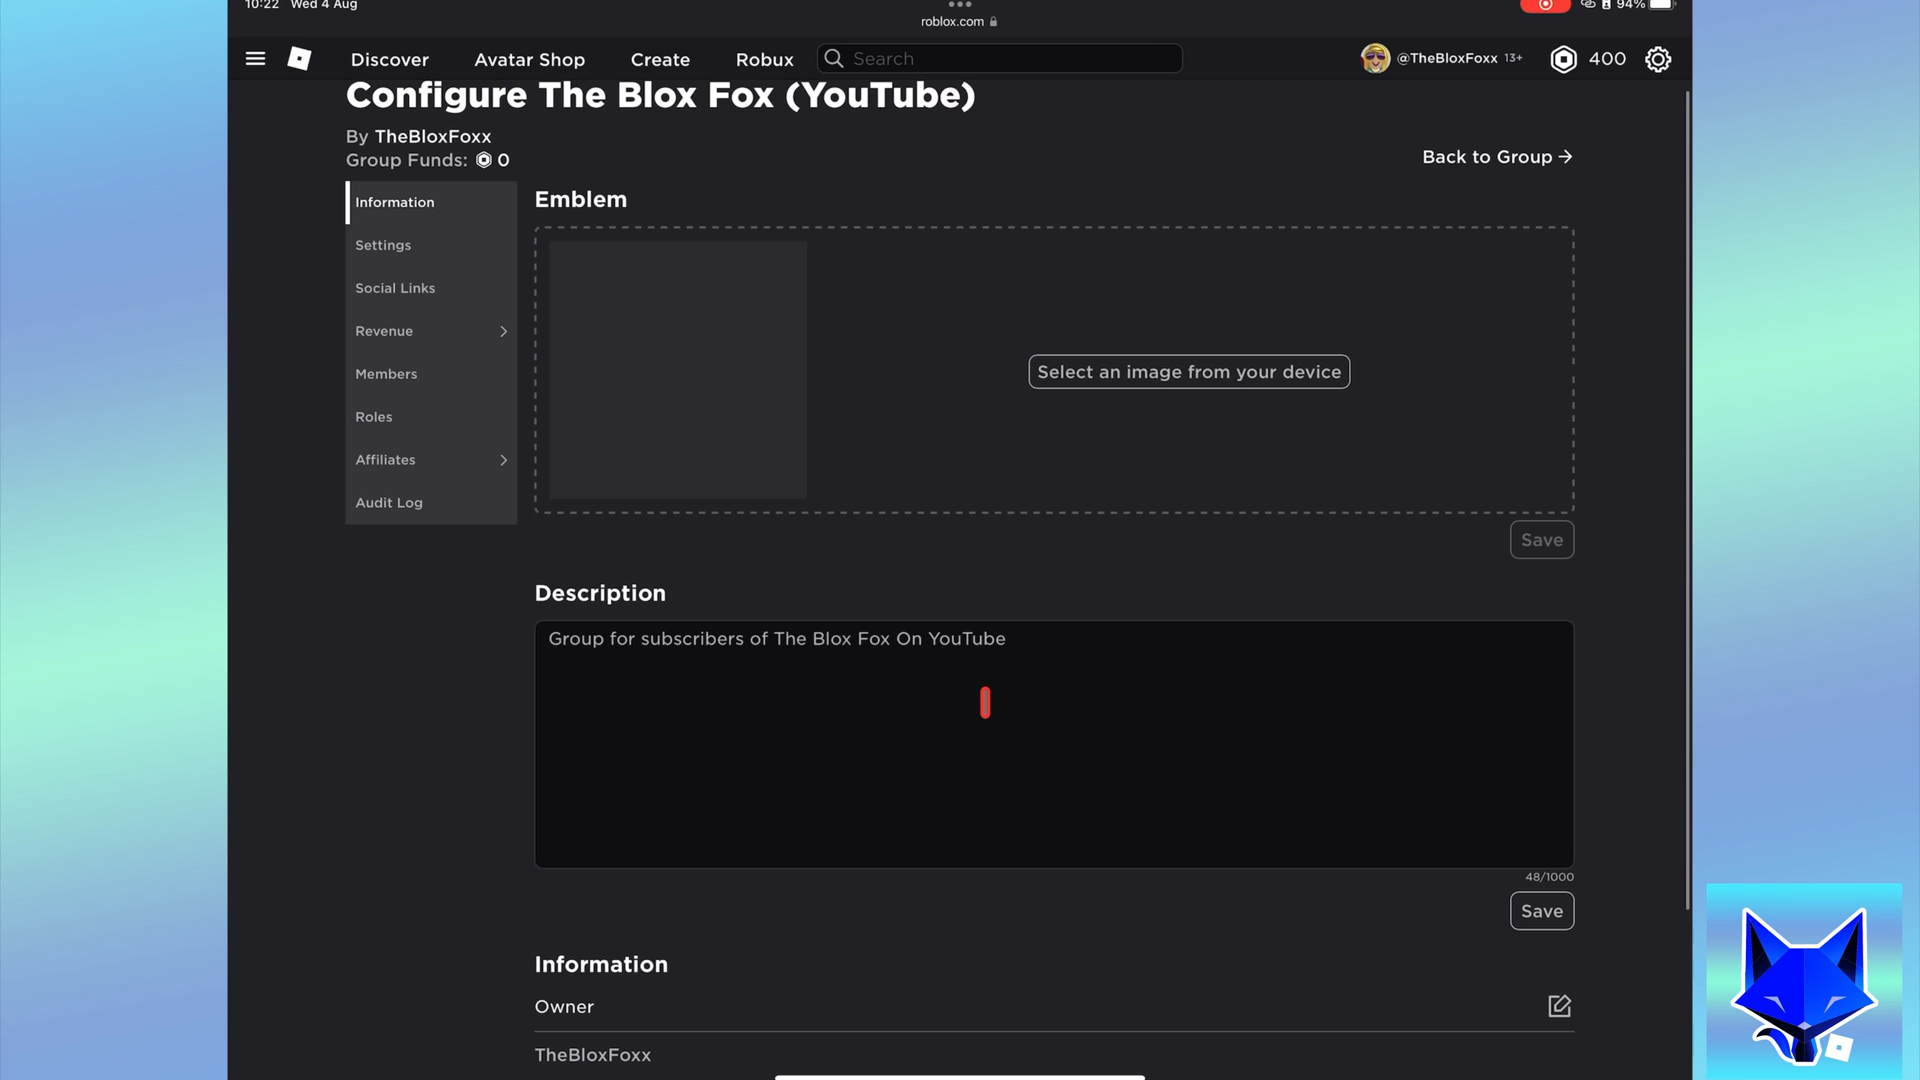 10:22 Wed 4 Aug
94%
roblox.com
Discover Avatar Shop Create Robux Search @TheBloxFoxx 13+ 400
Configure The Blox Fox (YouTube)
By TheBloxFoxx
Group Funds: 0
Back to Group
Information
Settings
Social Links
Revenue
Members
Roles
Affiliates
Audit Log
Emblem
Select an image from your device
Save
Description
Group for subscribers of The Blox Fox On YouTube
48/1000
Save
Information
Owner
TheBloxFoxx